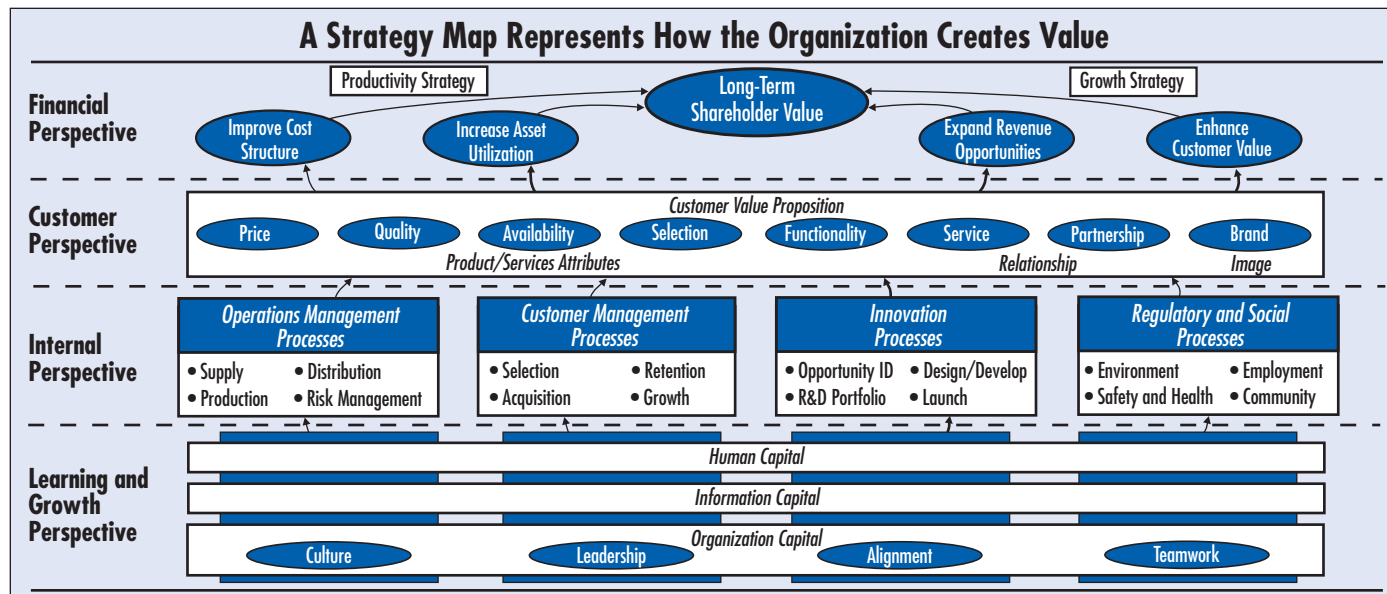 A Strategy Map Represents How the Organization Creates Value
Financial
Perspective
Productivity Strategy
Growth Strategy
Long-Term
Shareholder Value
Improve Cost
Structure
Increase Asset
Utilization
Expand Revenue
Opportunities
Enhance
Customer Value
Customer
Perspective
Customer Value Proposition
Price
Quality
Availability
Selection
Functionality
Service
Partnership
Brand
Product/Services Attributes
Relationship
Image
Internal
Perspective
Operations Management
Processes
• Supply
• Distribution
• Production
• Risk Management
Customer Management
Processes
• Selection
• Retention
• Acquisition
• Growth
Innovation
Processes
• Opportunity ID
• Design/Develop
• R&D Portfolio
• Launch
Regulatory and Social
Processes
• Environment
• Employment
• Safety and Health
• Community
Learning and
Growth
Perspective
Human Capital
Information Capital
Organization Capital
Culture
Leadership
Alignment
Teamwork